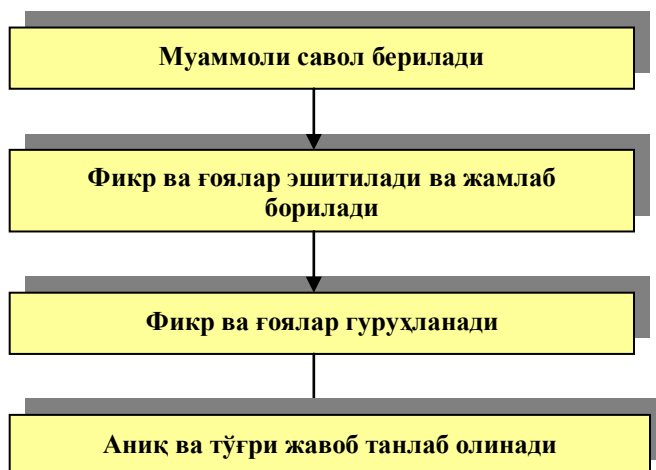 Муаммоли савол берилади
Фикр ва ғоялар эшитилади ва жамлаб
борилади
Фикр ва ғоялар гуруҳланади
Аниқ ва тўғри жавоб танлаб олинади